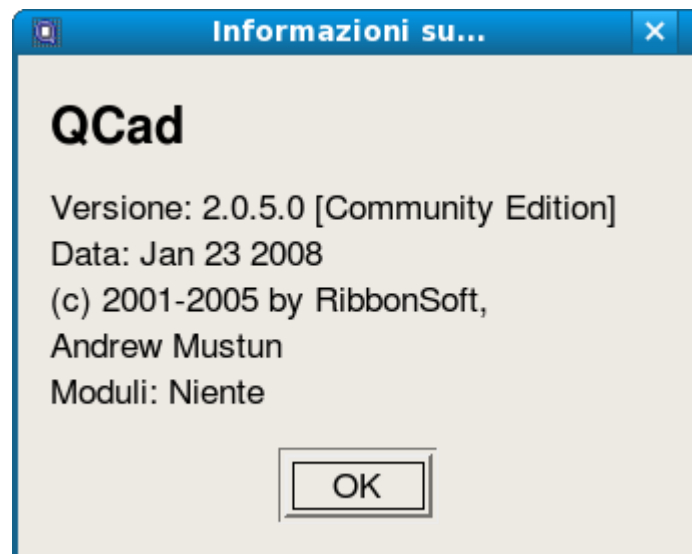 Informazioni su...
QCad
Versione: 2.0.5.0 [Community Edition]
Data: Jan 23 2008
(c) 2001-2005 by RibbonSoft,
Andrew Mustun
Moduli: Niente
OK